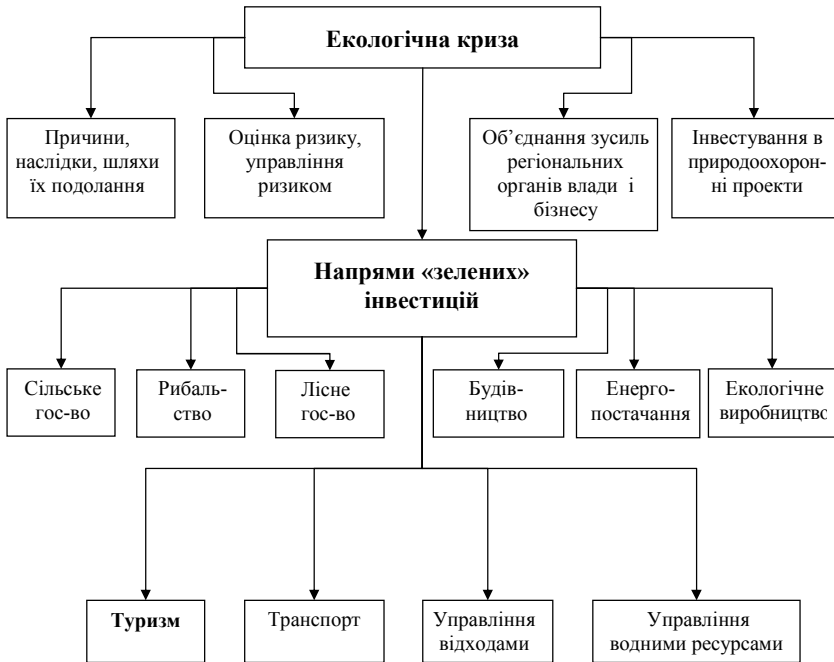 Екологічна криза
Причини,
наслідки, шляхи
їх подолання
Оцінка ризику,
управління
ризиком
Об’єднання зусиль
регіональних
органів влади і
бізнесу
Інвестування в
природоохорон-
ні проекти
Напрями «зелених»
інвестицій
Сільське
гос-во
Рибаль-
ство
Лісне
гос-во
Будів-
ництво
Енерго-
постачання
Екологічне
виробництво
Туризм
Транспорт
Управління
відходами
Управління
водними ресурсами